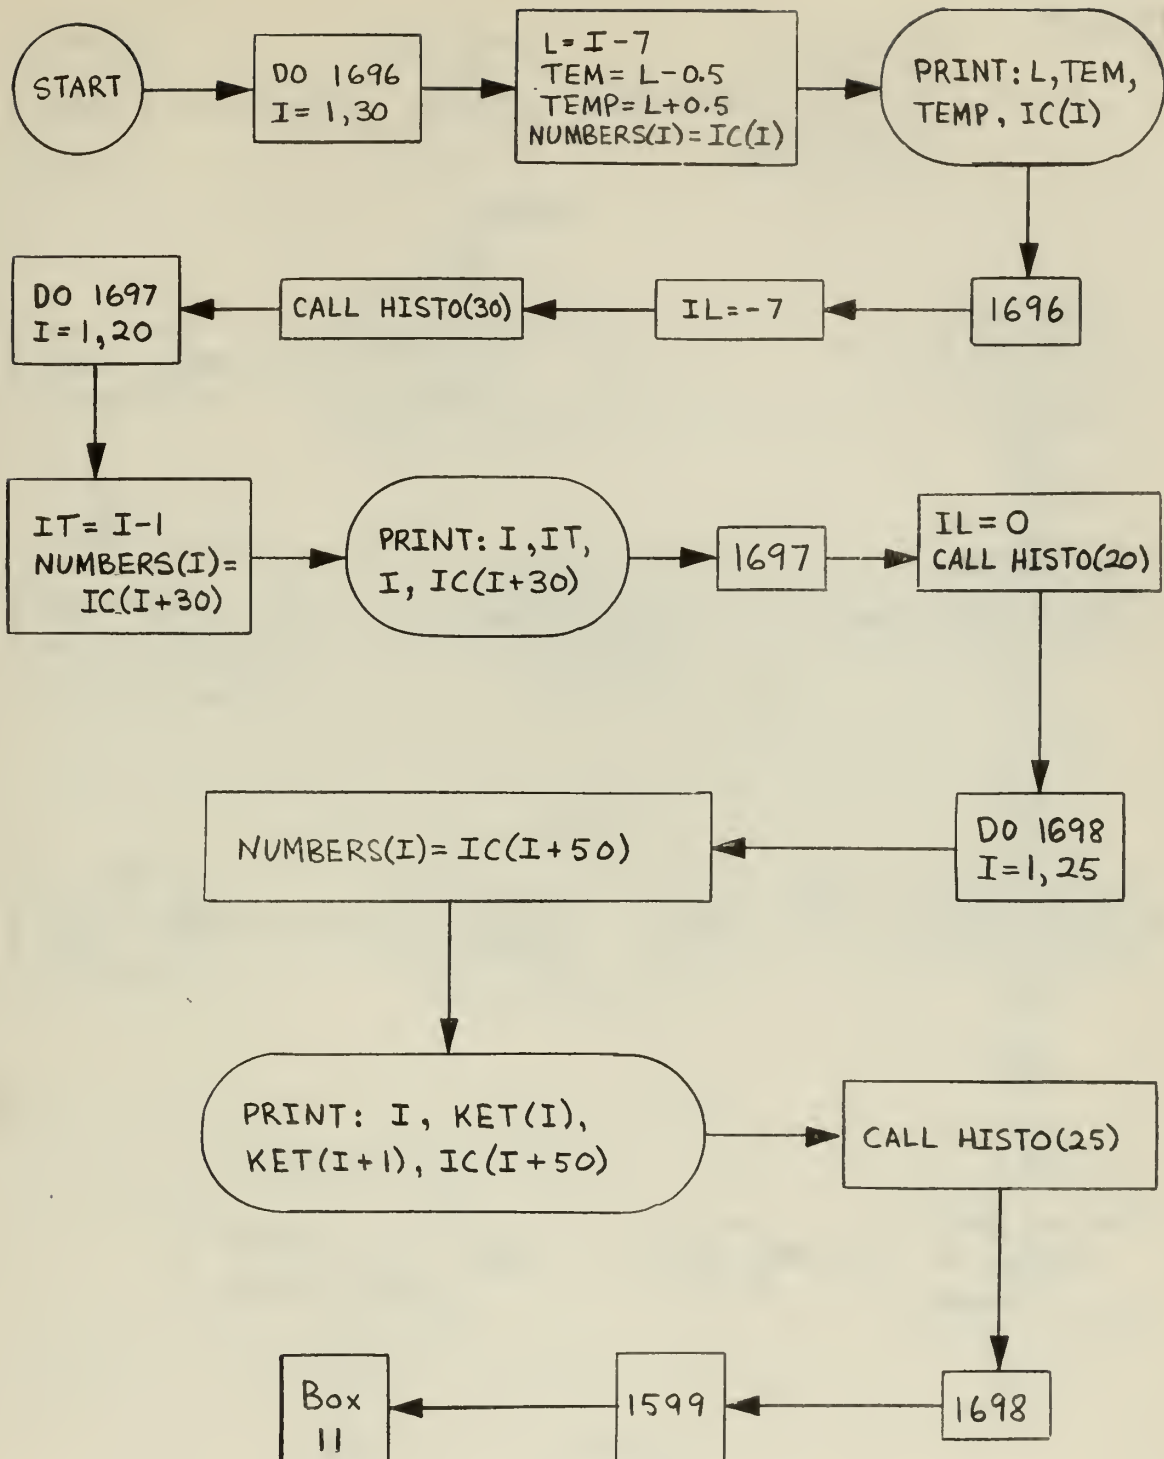 START
DO 1696
I = 1,30
L = I-7
TEM = L-0.5
TEMP = L+0.5
NUMBERS(I) = IC(I)
PRINT: L, TEM,
TEMP, IC(I)
1696
IL = -7
CALL HISTO(30)
DO 1697
I = 1,20
IT = I-1
NUMBERS(I) =
IC(I+30)
PRINT: I, IT,
I, IC(I+30)
1697
IL = 0
CALL HISTO(20)
DO 1698
I = 1, 25
NUMBERS(I) = IC(I+50)
PRINT: I, KET(I),
KET(I+1), IC(I+50)
CALL HISTO(25)
1698
1599
Box
11